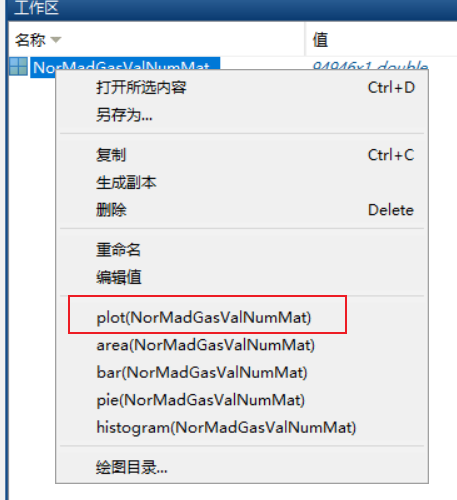 工作区
名称 值
NorMadGasValNumMat 94946x1 double
打开所选内容 Ctrl+D
另存为...
复制 Ctrl+C
生成副本
删除 Delete
重命名
编辑值
plot(NorMadGasValNumMat)
area(NorMadGasValNumMat)
bar(NorMadGasValNumMat)
pie(NorMadGasValNumMat)
histogram(NorMadGasValNumMat)
绘图目录...